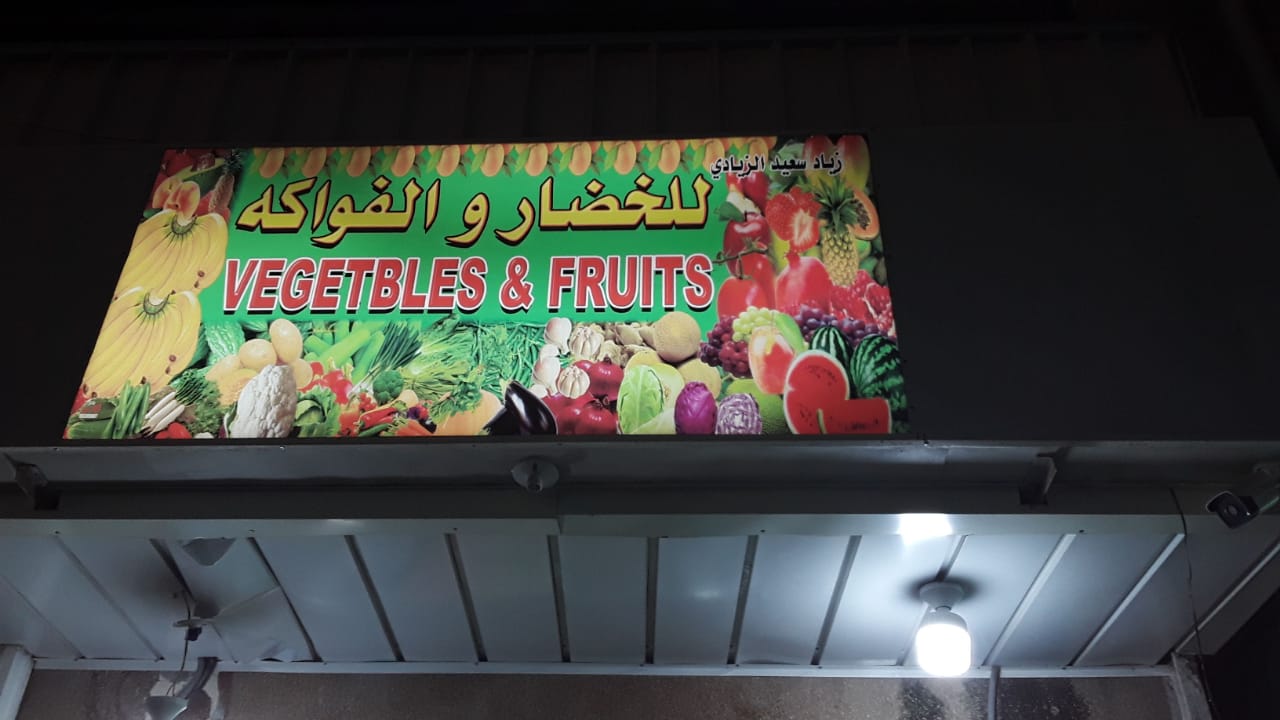 زياد سعيد الزيادي
للخضار و الفواكه
VEGETBLES & FRUITS